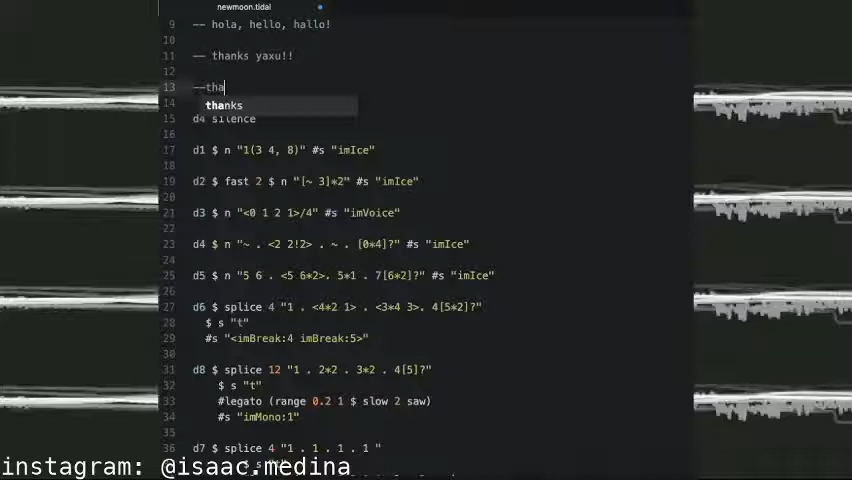 newmoon.tidal
9 -- hola, hello, hallo!
10
11 -- thanks yaxu!!
12
13 --tha
14 thanks
15 d4 silence
16
17 d1 $ n "1(3 4, 8)" #s "imIce"
18
19 d2 $ fast 2 $ n "[~ 3]*2" #s "imIce"
20
21 d3 $ n "<0 1 2 1>/4" #s "imVoice"
22
23 d4 $ n "~ . <2 2!2> . ~ . [0*4]?" #s "imIce"
24
25 d5 $ n "5 6 . <5 6*2>. 5*1 . 7[6*2]?" #s "imIce"
26
27 d6 $ splice 4 "1 . <4*2 1> . <3*4 3>. 4[5*2]?"
28 $ s "t"
29 #s "<imBreak:4 imBreak:5>"
30
31 d8 $ splice 12 "1 . 2*2 . 3*2 . 4[5]?"
32 $ s "t"
33 #legato (range 0.2 1 $ slow 2 saw)
34 #s "imMono:1"
35
36 d7 $ splice 4 "1 . 1 . 1 . 1 "
instagram: @isaac.medina